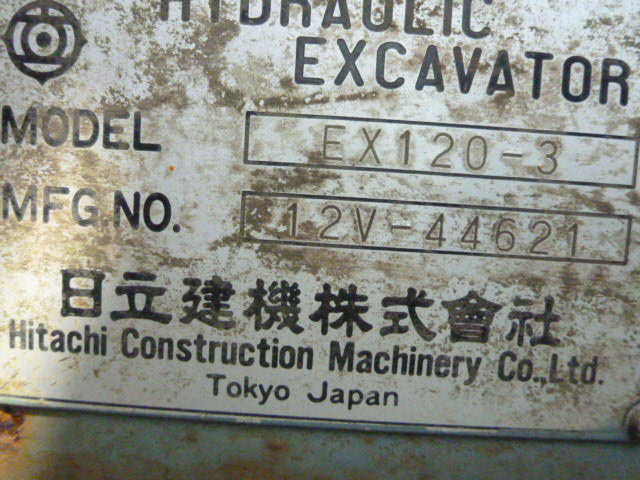 HYDRAULIC
EXCAVATOR
MODEL EX120-3
MFG.NO. 12V-44621
日立建機株式會社
Hitachi Construction Machinery Co.,Ltd.
Tokyo Japan